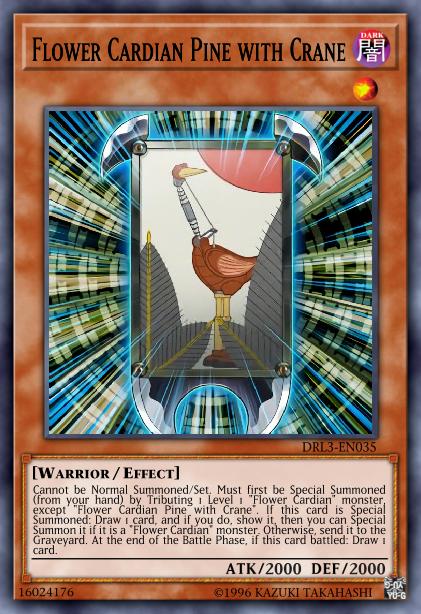 FLOWER CARDIAN PINE WITH CRANE
DARK
闇
DRL3-EN035
[WARRIOR / EFFECT]
Cannot be Normal Summoned/Set. Must first be Special Summoned
(from your hand) by Tributing 1 Level 1 "Flower Cardian" monster,
except "Flower Cardian Pine with Crane". If this card is Special
Summoned: Draw 1 card, and if you do, show it, then you can Special
Summon it if it is a "Flower Cardian" monster. Otherwise, send it to the
Graveyard. At the end of the Battle Phase, if this card battled: Draw 1
card.
ATK/2000 DEF/2000
16024176
©1996 KAZUKI TAKAHASHI